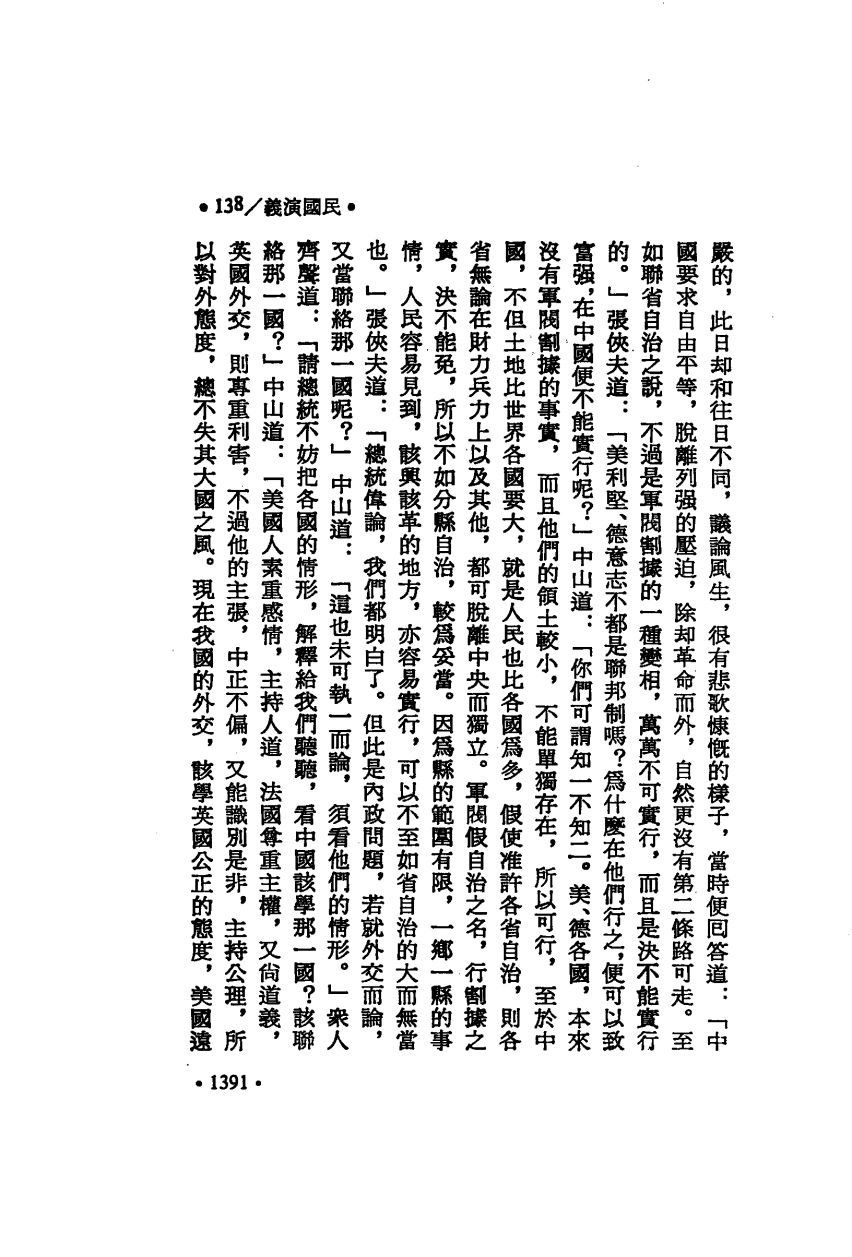 •138/義演國民•
嚴的，此日却和往日不同，議論風生，很有悲歌慷慨的樣子，當時便回答道：「中
國要求自由平等，脫離列强的壓迫，除却革命而外，自然更沒有第二條路可走。至
如聯省自治之說，不過是軍閥割據的一種變相，萬萬不可實行，而且是決不能實行
的。」張俠夫道：「美利堅、德意志不都是聯邦制嗎？爲什麼在他們行之，便可以致
富强，在中國便不能實行呢？」中山道：「你們可謂知一不知二。美、德各國，本來
沒有軍閥割據的事實，而且他們的領土較小，不能單獨存在，所以可行，至於中
國，不但土地比世界各國要大，就是人民也比各國爲多，假使准許各省自治，則各
省無論在財力兵力上以及其他，都可脫離中央而獨立。軍閥假自治之名，行割據之
實，決不能免，所以不如分縣自治，較爲妥當。因爲縣的範圍有限，一鄉一縣的事
情，人民容易見到，該興該革的地方，亦容易實行，可以不至如省自治的大而無當
也。」張俠夫道：「總統偉論，我們都明白了。但此是內政問題，若就外交而論，
又當聯絡那一國呢？」中山道：「這也未可執一而論，須看他們的情形。」衆人
齊聲道：「請總統不妨把各國的情形，解釋給我們聽聽，看中國該學那一國？該聯
絡那一國？」中山道：「美國人素重感情，主持人道，法國尊重主權，又尙道義，
英國外交，則專重利害，不過他的主張，中正不偏，又能識別是非，主持公理，所
以對外態度，總不失其大國之風。現在我國的外交，該學英國公正的態度，美國遠
•1391•